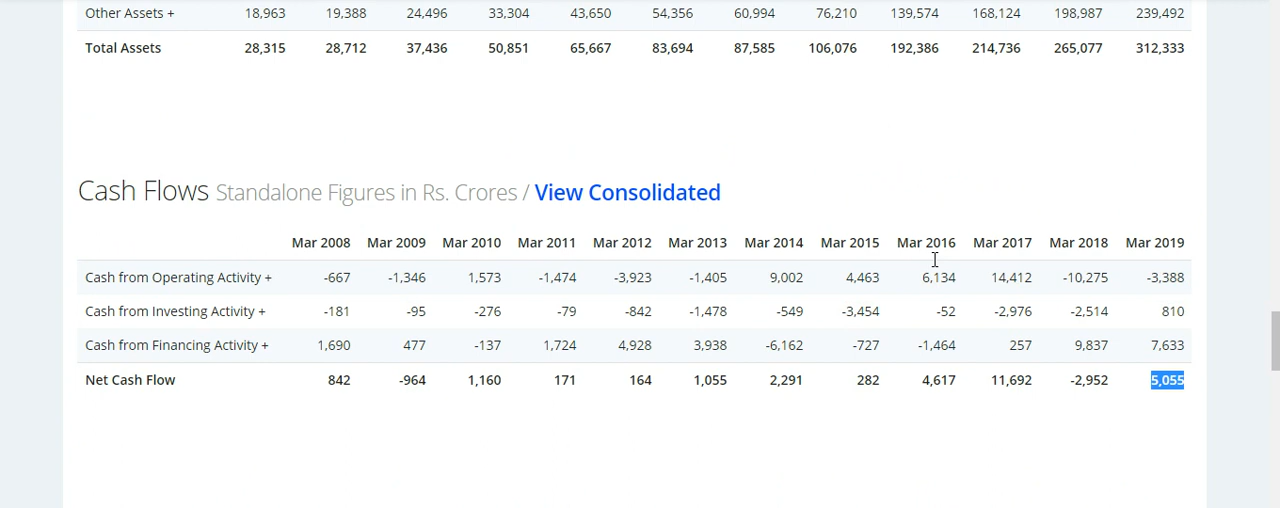 Other Assets + 18,963 19,388 24,496 33,304 43,650 54,356 60,994 76,210 139,574 168,124 198,987 239,492
Total Assets 28,315 28,712 37,436 50,851 65,667 83,694 87,585 106,076 192,386 214,736 265,077 312,333
Cash Flows Standalone Figures in Rs. Crores / View Consolidated
Mar 2008 Mar 2009 Mar 2010 Mar 2011 Mar 2012 Mar 2013 Mar 2014 Mar 2015 Mar 2016 Mar 2017 Mar 2018 Mar 2019
Cash from Operating Activity + -667 -1,346 1,573 -1,474 -3,923 -1,405 9,002 4,463 6,134 14,412 -10,275 -3,388
Cash from Investing Activity + -181 -95 -276 -79 -842 -1,478 -549 -3,454 -52 -2,976 -2,514 810
Cash from Financing Activity + 1,690 477 -137 1,724 4,928 3,938 -6,162 -727 -1,464 257 9,837 7,633
Net Cash Flow 842 -964 1,160 171 164 1,055 2,291 282 4,617 11,692 -2,952 5,055